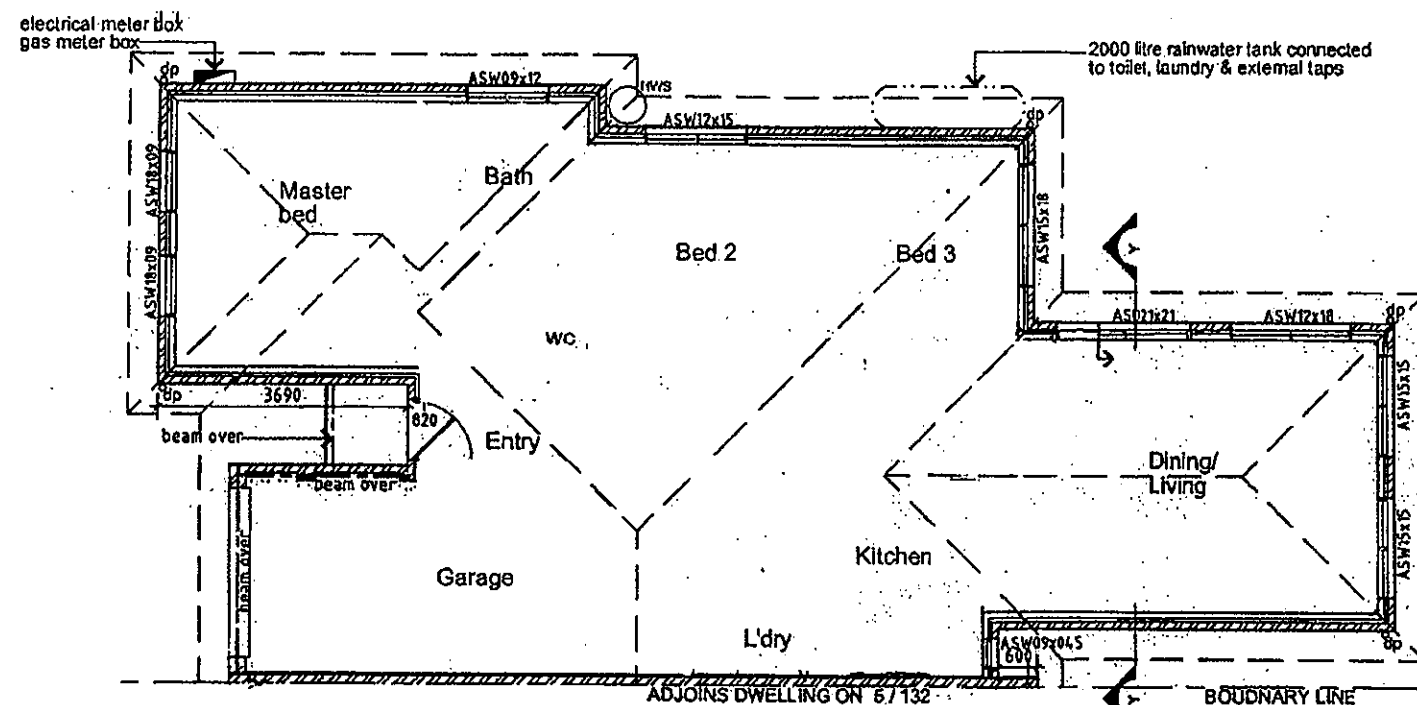 electrical meter box
gas meter box
2000 litre rainwater tank connected
to toilet, laundry & external taps
dp
ASW09x12
HWS
ASW12x15
dp
ASW18x09
ASW18x09
Master
bed
Bath
Bed 2
Bed 3
ASW15x18
Y
WC
ASD21x21
ASW12x18
dp
dp
3690
820
beam over
Entry
beam over
beam over
Garage
Dining/
Living
Kitchen
L'dry
ASW15x15
ASW15x15
ASW09x04S
600
dp
Y
ADJOINS DWELLING ON 6/132
BOUDNARY LINE